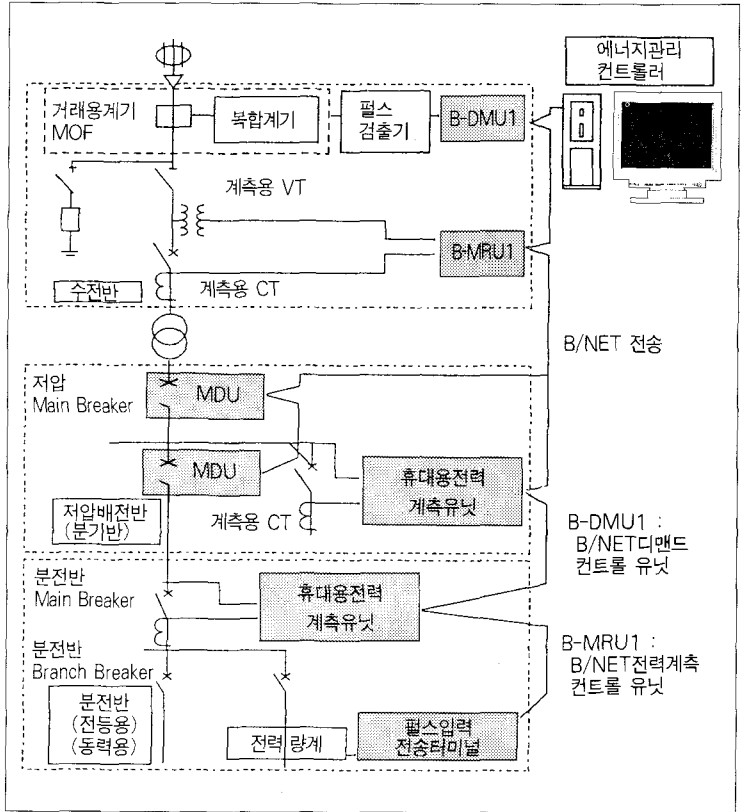 에너지관리
컨트롤러
거래용계기
MOF
복합계기
펄스
검출기
B-DMU1
계측용 VT
B-MRU1
수전반
계측용 CT
B/NET 전송
저압
Main Breaker
MDU
MDU
휴대용전력
계측유닛
저압배전반
(분기반)
계측용 CT
B-DMU1 :
B/NET디맨드
컨트롤 유닛
분전반
Main Breaker
휴대용전력
계측유닛
분전반
Branch Breaker
B-MRU1 :
B/NET전력계측
컨트롤 유닛
분전반
(전등용)
(동력용)
전력 량계
펄스입력
전송터미널